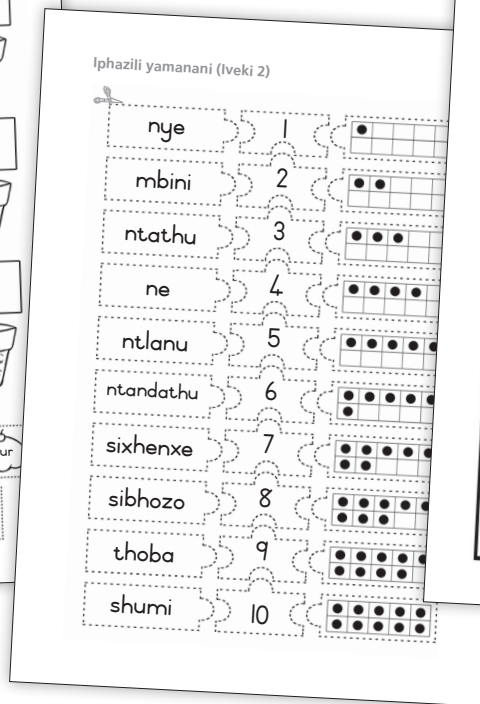 Iphazili yamanani (Iveki 2)
nye 1
mbini 2
ntathu 3
ne 4
ntlanu 5
ntandathu 6
sixhenxe 7
sibhozo 8
thoba 9
shumi 10